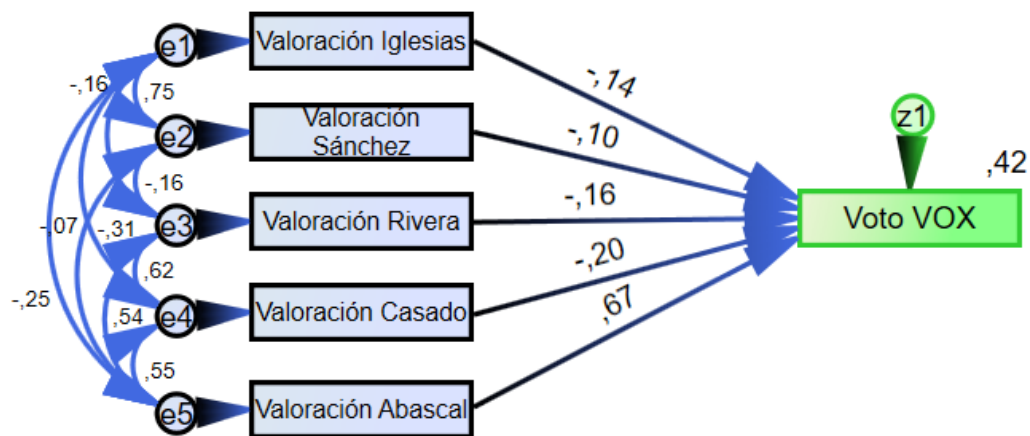 e1
Valoración Iglesias
-,16
,75
-,14
z1
e2
Valoración
Sánchez
-,10
,42
-,16
-,16
e3
Valoración Rivera
Voto VOX
-,07
-,31
,62
-,20
e4
Valoración Casado
-,25
,54
,67
,55
e5
Valoración Abascal